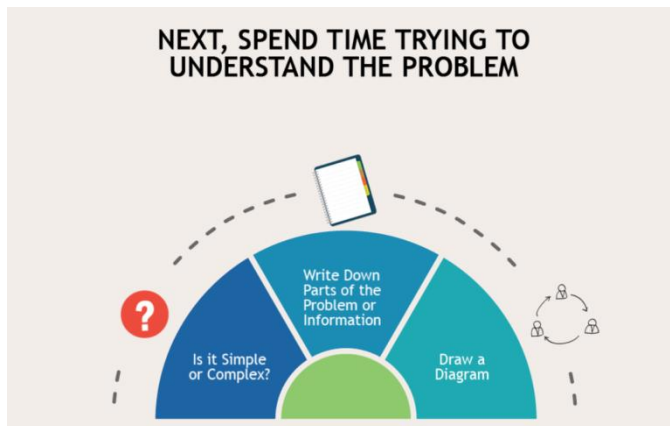 NEXT, SPEND TIME TRYING TO
UNDERSTAND THE PROBLEM
?
Is it Simple
or Complex?
Write Down
Parts of the
Problem or
Information
Draw a
Diagram